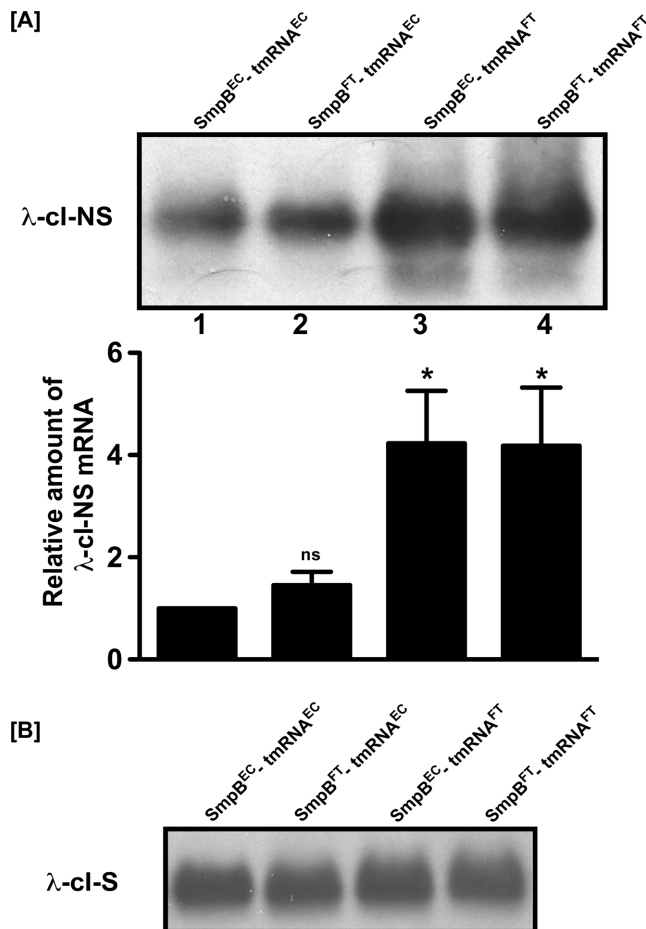 [A]
SmpB^EC- tmRNA^EC
SmpB^FT- tmRNA^EC
SmpB^EC- tmRNA^FT
SmpB^FT- tmRNA^FT
λ-cI-NS
1 2 3 4
Relative amount of
λ-cI-NS mRNA
6
4
2
0
ns
*
*
[B]
SmpB^EC- tmRNA^EC
SmpB^FT- tmRNA^EC
SmpB^EC- tmRNA^FT
SmpB^FT- tmRNA^FT
λ-cI-S